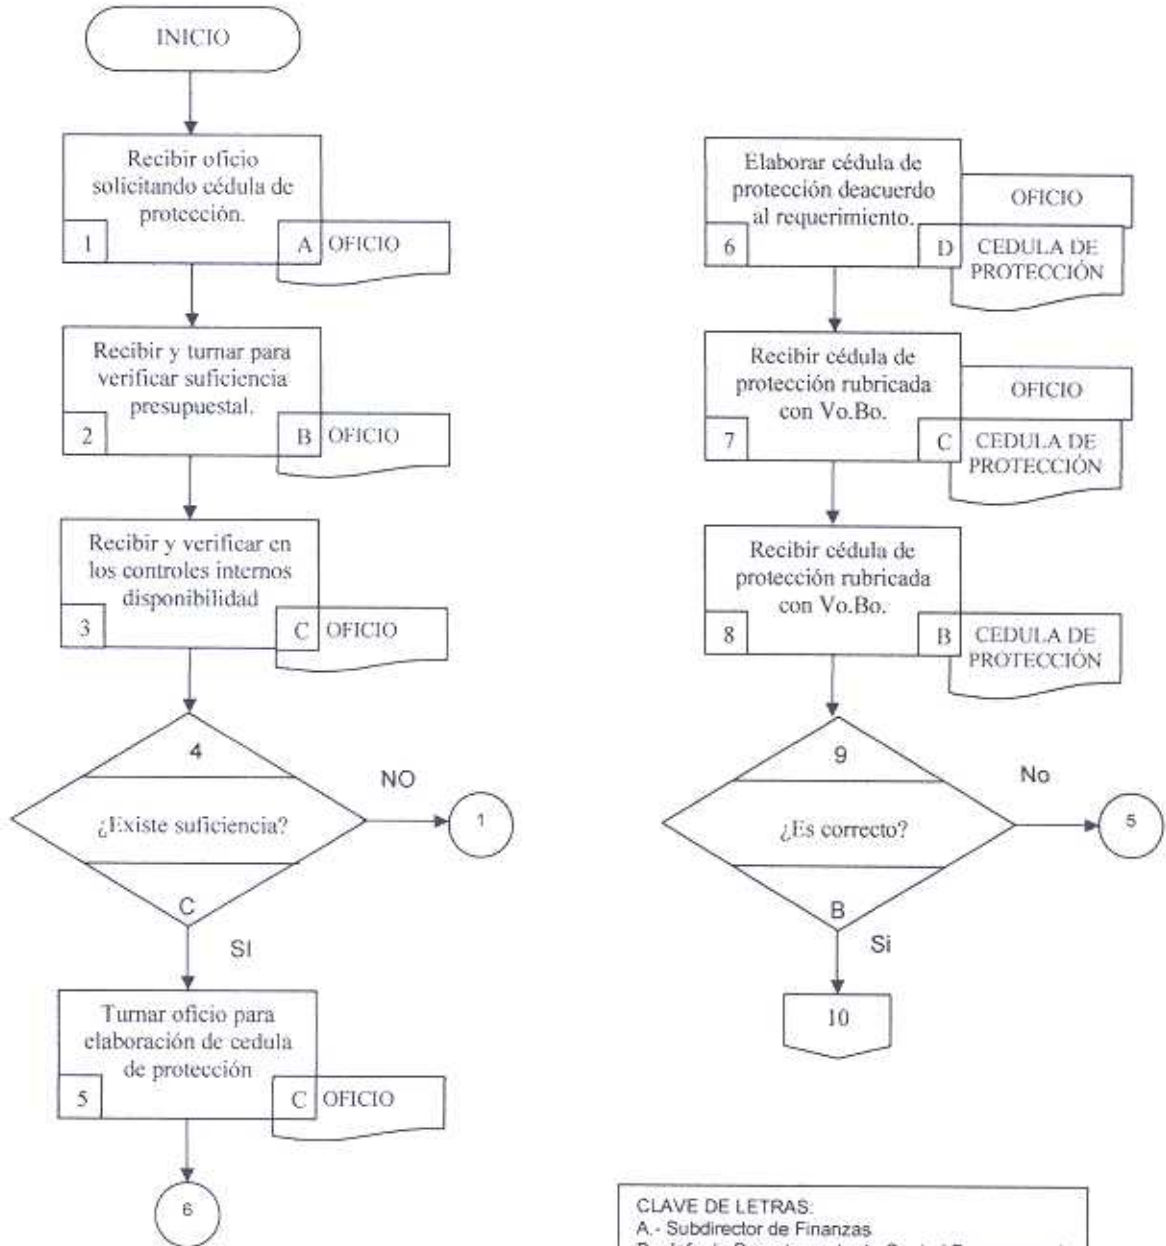 INICIO
Recibir oficio
solicitando cédula de
protección.
1
A
OFICIO
Recibir y turnar para
verificar suficiencia
presupuestal.
2
B
OFICIO
Recibir y verificar en
los controles internos
disponibilidad
3
C
OFICIO
4
¿Existe suficiencia?
C
NO
1
SI
Turnar oficio para
elaboración de cedula
de protección
5
C
OFICIO
6
Elaborar cédula de
protección deacuerdo
al requerimiento.
6
D
OFICIO
CEDULA DE
PROTECCIÓN
Recibir cédula de
protección rubricada
con Vo.Bo.
7
C
OFICIO
CEDULA DE
PROTECCIÓN
Recibir cédula de
protección rubricada
con Vo.Bo.
8
B
CEDULA DE
PROTECCIÓN
9
¿Es correcto?
B
No
5
Si
10
CLAVE DE LETRAS:
A.- Subdirector de Finanzas